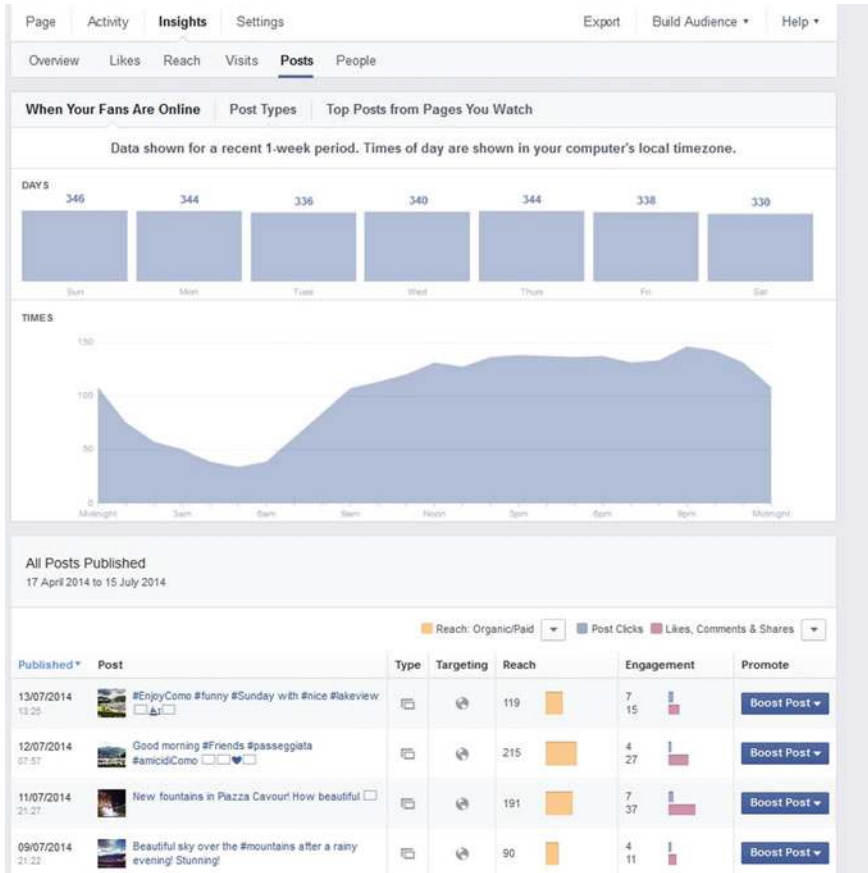 Page Activity Insights Settings Export Build Audience Help
Overview Likes Reach Visits Posts People
When Your Fans Are Online Post Types Top Posts from Pages You Watch
Data shown for a recent 1-week period. Times of day are shown in your computer's local timezone.
DAYS
346 344 336 340 344 338 330
Sun Mon Tues Wed Thurs Fri Sat
TIMES
150
100
50
0
Midnight 3am 6am 9am Noon 3pm 6pm 9pm Midnight
All Posts Published
17 April 2014 to 15 July 2014
Reach: Organic/Paid Post Clicks Likes, Comments & Shares
Published Post Type Targeting Reach Engagement Promote
13/07/2014 #EnjoyComo #funny #Sunday with #nice #lakeview 119 7 Boost Post
13:25 15
12/07/2014 Good morning #Friends #passeggiata 215 4 Boost Post
07:57 #amicidiComo ♥ 27
11/07/2014 New fountains in Piazza Cavour! How beautiful 191 7 Boost Post
21:27 37
09/07/2014 Beautiful sky over the #mountains after a rainy 90 4 Boost Post
21:22 evening! Stunning! 11